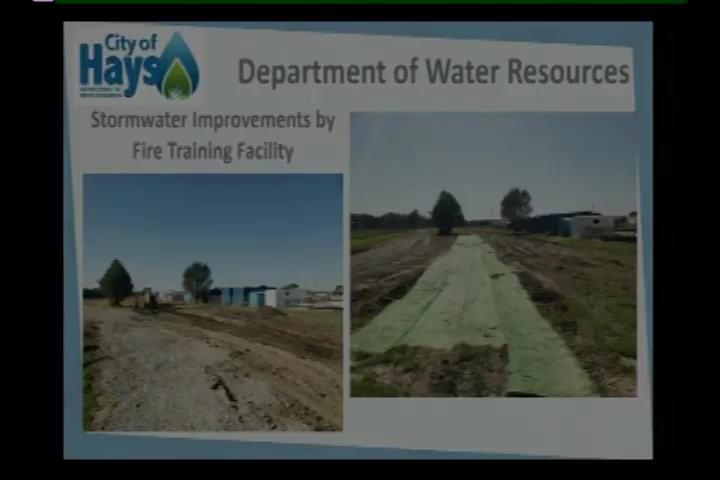 City of
Hays
Department of Water Resources
Stormwater Improvements by
Fire Training Facility